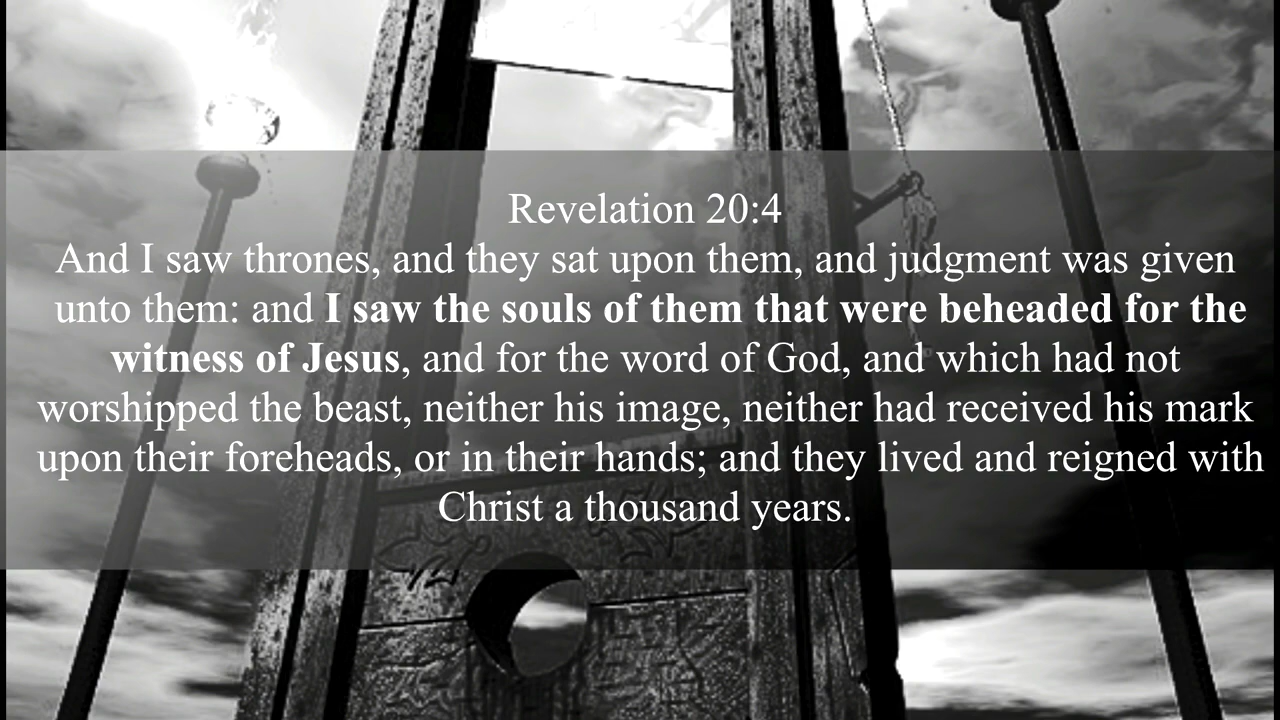 Revelation 20:4
And I saw thrones, and they sat upon them, and judgment was given
unto them: and I saw the souls of them that were beheaded for the
witness of Jesus, and for the word of God, and which had not
worshipped the beast, neither his image, neither had received his mark
upon their foreheads, or in their hands; and they lived and reigned with
Christ a thousand years.